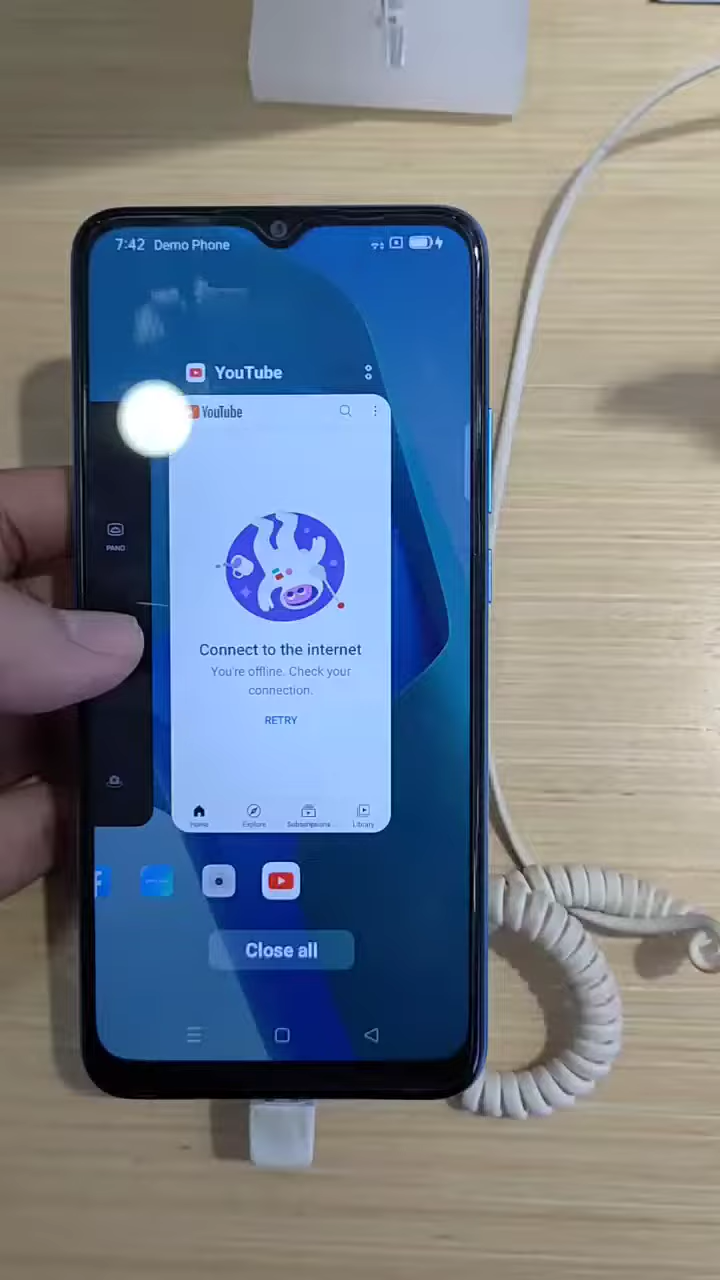 7:42 Demo Phone
YouTube
YouTube
PANO
Connect to the internet
You're offline. Check your
connection.
RETRY
Home Explore Subscriptions Library
Close all